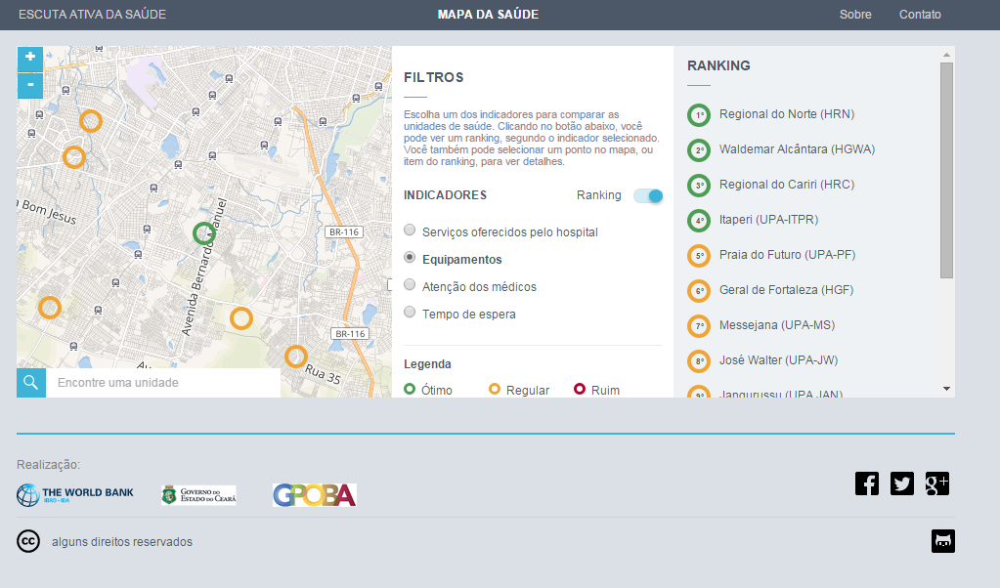 ESCUTA ATIVA DA SAÚDE
MAPA DA SAÚDE
Sobre
Contato
+
-
a Bom Jesus
Avenida Bernardo Manuel
BR-116
BR-116
Rua 35
Encontre uma unidade
FILTROS
Escolha um dos indicadores para comparar as
unidades de saúde. Clicando no botão abaixo, você
pode ver um ranking, segundo o indicador selecionado.
Você também pode selecionar um ponto no mapa, ou
item do ranking, para ver detalhes.
INDICADORES
Ranking
Serviços oferecidos pelo hospital
Equipamentos
Atenção dos médicos
Tempo de espera
Legenda
Ótimo
Regular
Ruim
RANKING
1º Regional do Norte (HRN)
2º Waldemar Alcântara (HGWA)
3º Regional do Cariri (HRC)
4º Itaperi (UPA-ITPR)
5º Praia do Futuro (UPA-PF)
6º Geral de Fortaleza (HGF)
7º Messejana (UPA-MS)
8º José Walter (UPA-JW)
9º Jangurussu (UPA JAN)
Realização:
THE WORLD BANK
IBRD - IDA
GOVERNO DO
ESTADO DO CEARÁ
GPOBA
g+
cc
alguns direitos reservados